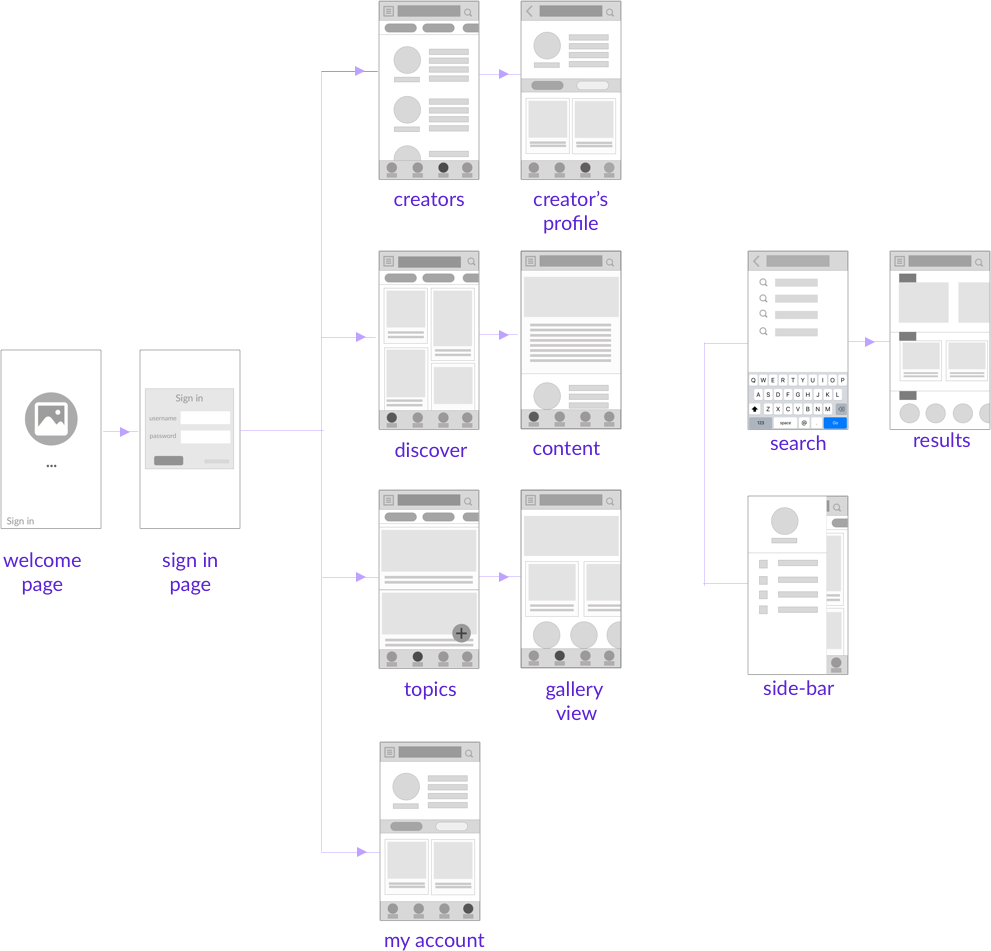 creators
creator's
profile
discover
content
Sign in
username
password
...
Sign in
welcome
page
sign in
page
topics
gallery
view
my account
Q W E R T Y U I O P
A S D F G H J K L
Z X C V B N M
123 space @ . Go
search
results
side-bar